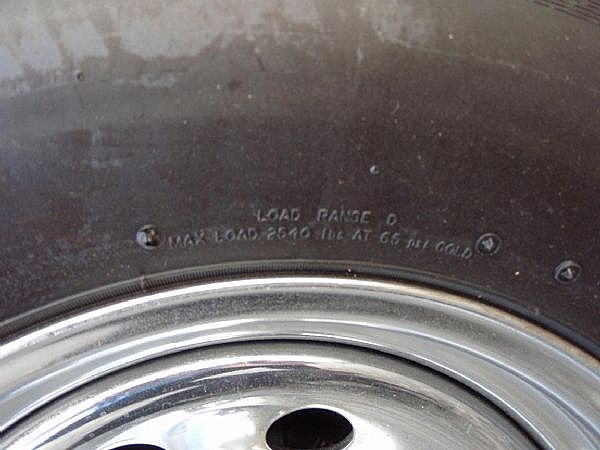 LOAD RANGE D
MAX LOAD 2540 lbs AT 65 psi COLD